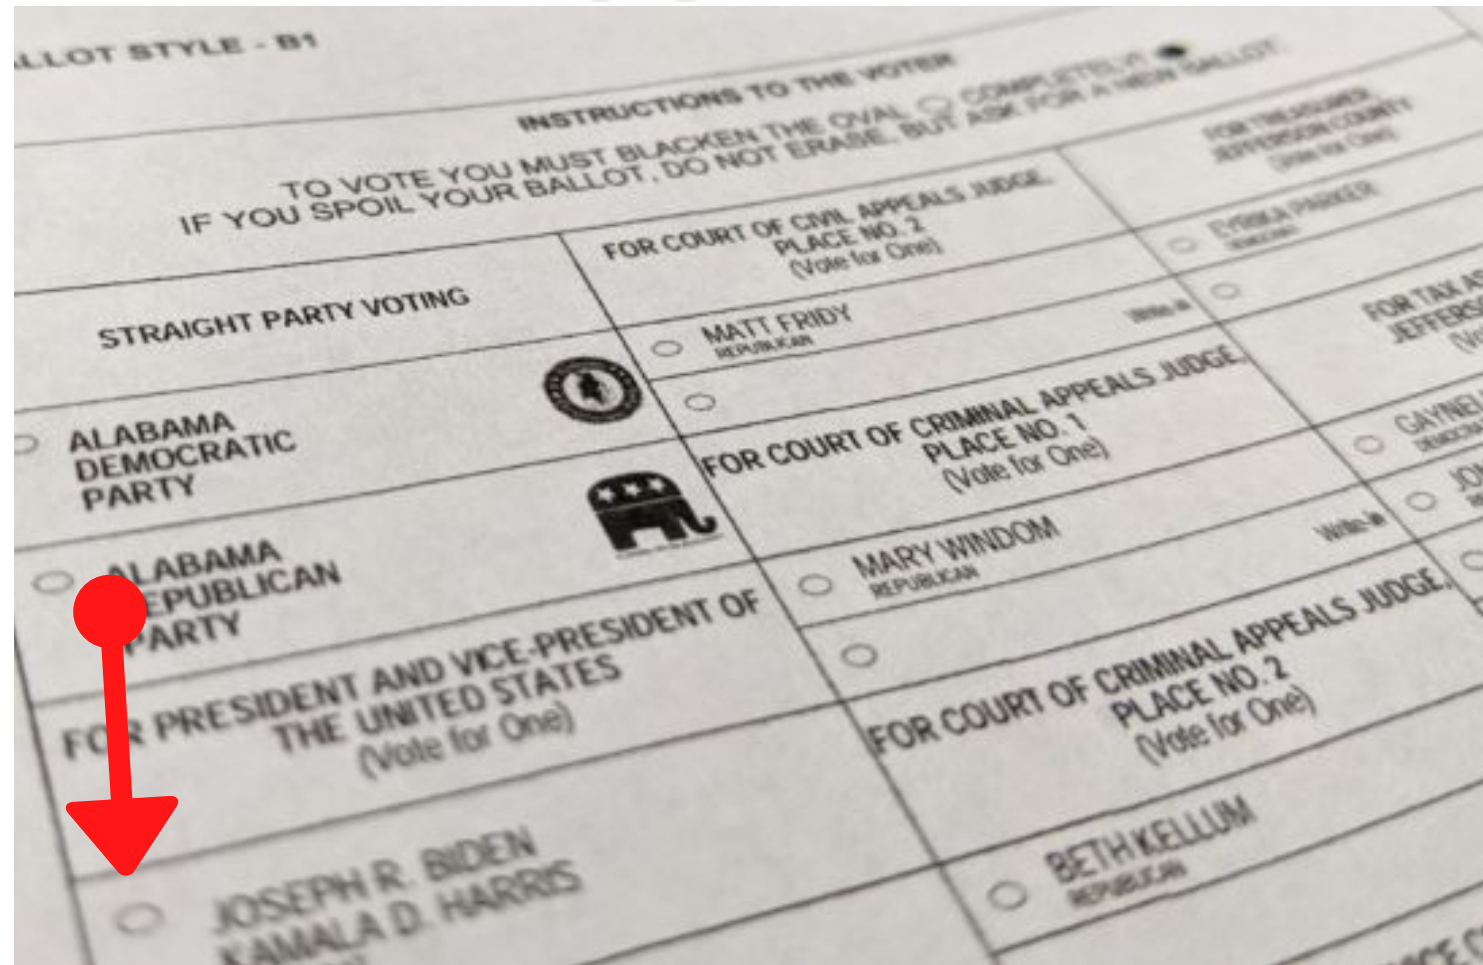 BALLOT STYLE - B1
INSTRUCTIONS TO THE VOTER
TO VOTE YOU MUST BLACKEN THE OVAL COMPLETELY!
IF YOU SPOIL YOUR BALLOT, DO NOT ERASE, BUT ASK FOR A NEW BALLOT.
STRAIGHT PARTY VOTING
ALABAMA
DEMOCRATIC
PARTY
ALABAMA
REPUBLICAN
PARTY
FOR PRESIDENT AND VICE-PRESIDENT OF
THE UNITED STATES
(Vote for One)
JOSEPH R. BIDEN
KAMALA D. HARRIS
FOR COURT OF CIVIL APPEALS JUDGE,
PLACE NO. 2
(Vote for One)
MATT FRIDY
REPUBLICAN
Write-in
FOR COURT OF CRIMINAL APPEALS JUDGE,
PLACE NO. 1
(Vote for One)
MARY WINDOM
REPUBLICAN
Write-in
FOR COURT OF CRIMINAL APPEALS JUDGE,
PLACE NO. 2
(Vote for One)
BETH KELLUM
REPUBLICAN
FOR TREASURER,
JEFFERSON COUNTY
(Vote for One)
EYRIKA PARKER
DEMOCRAT
FOR TAX